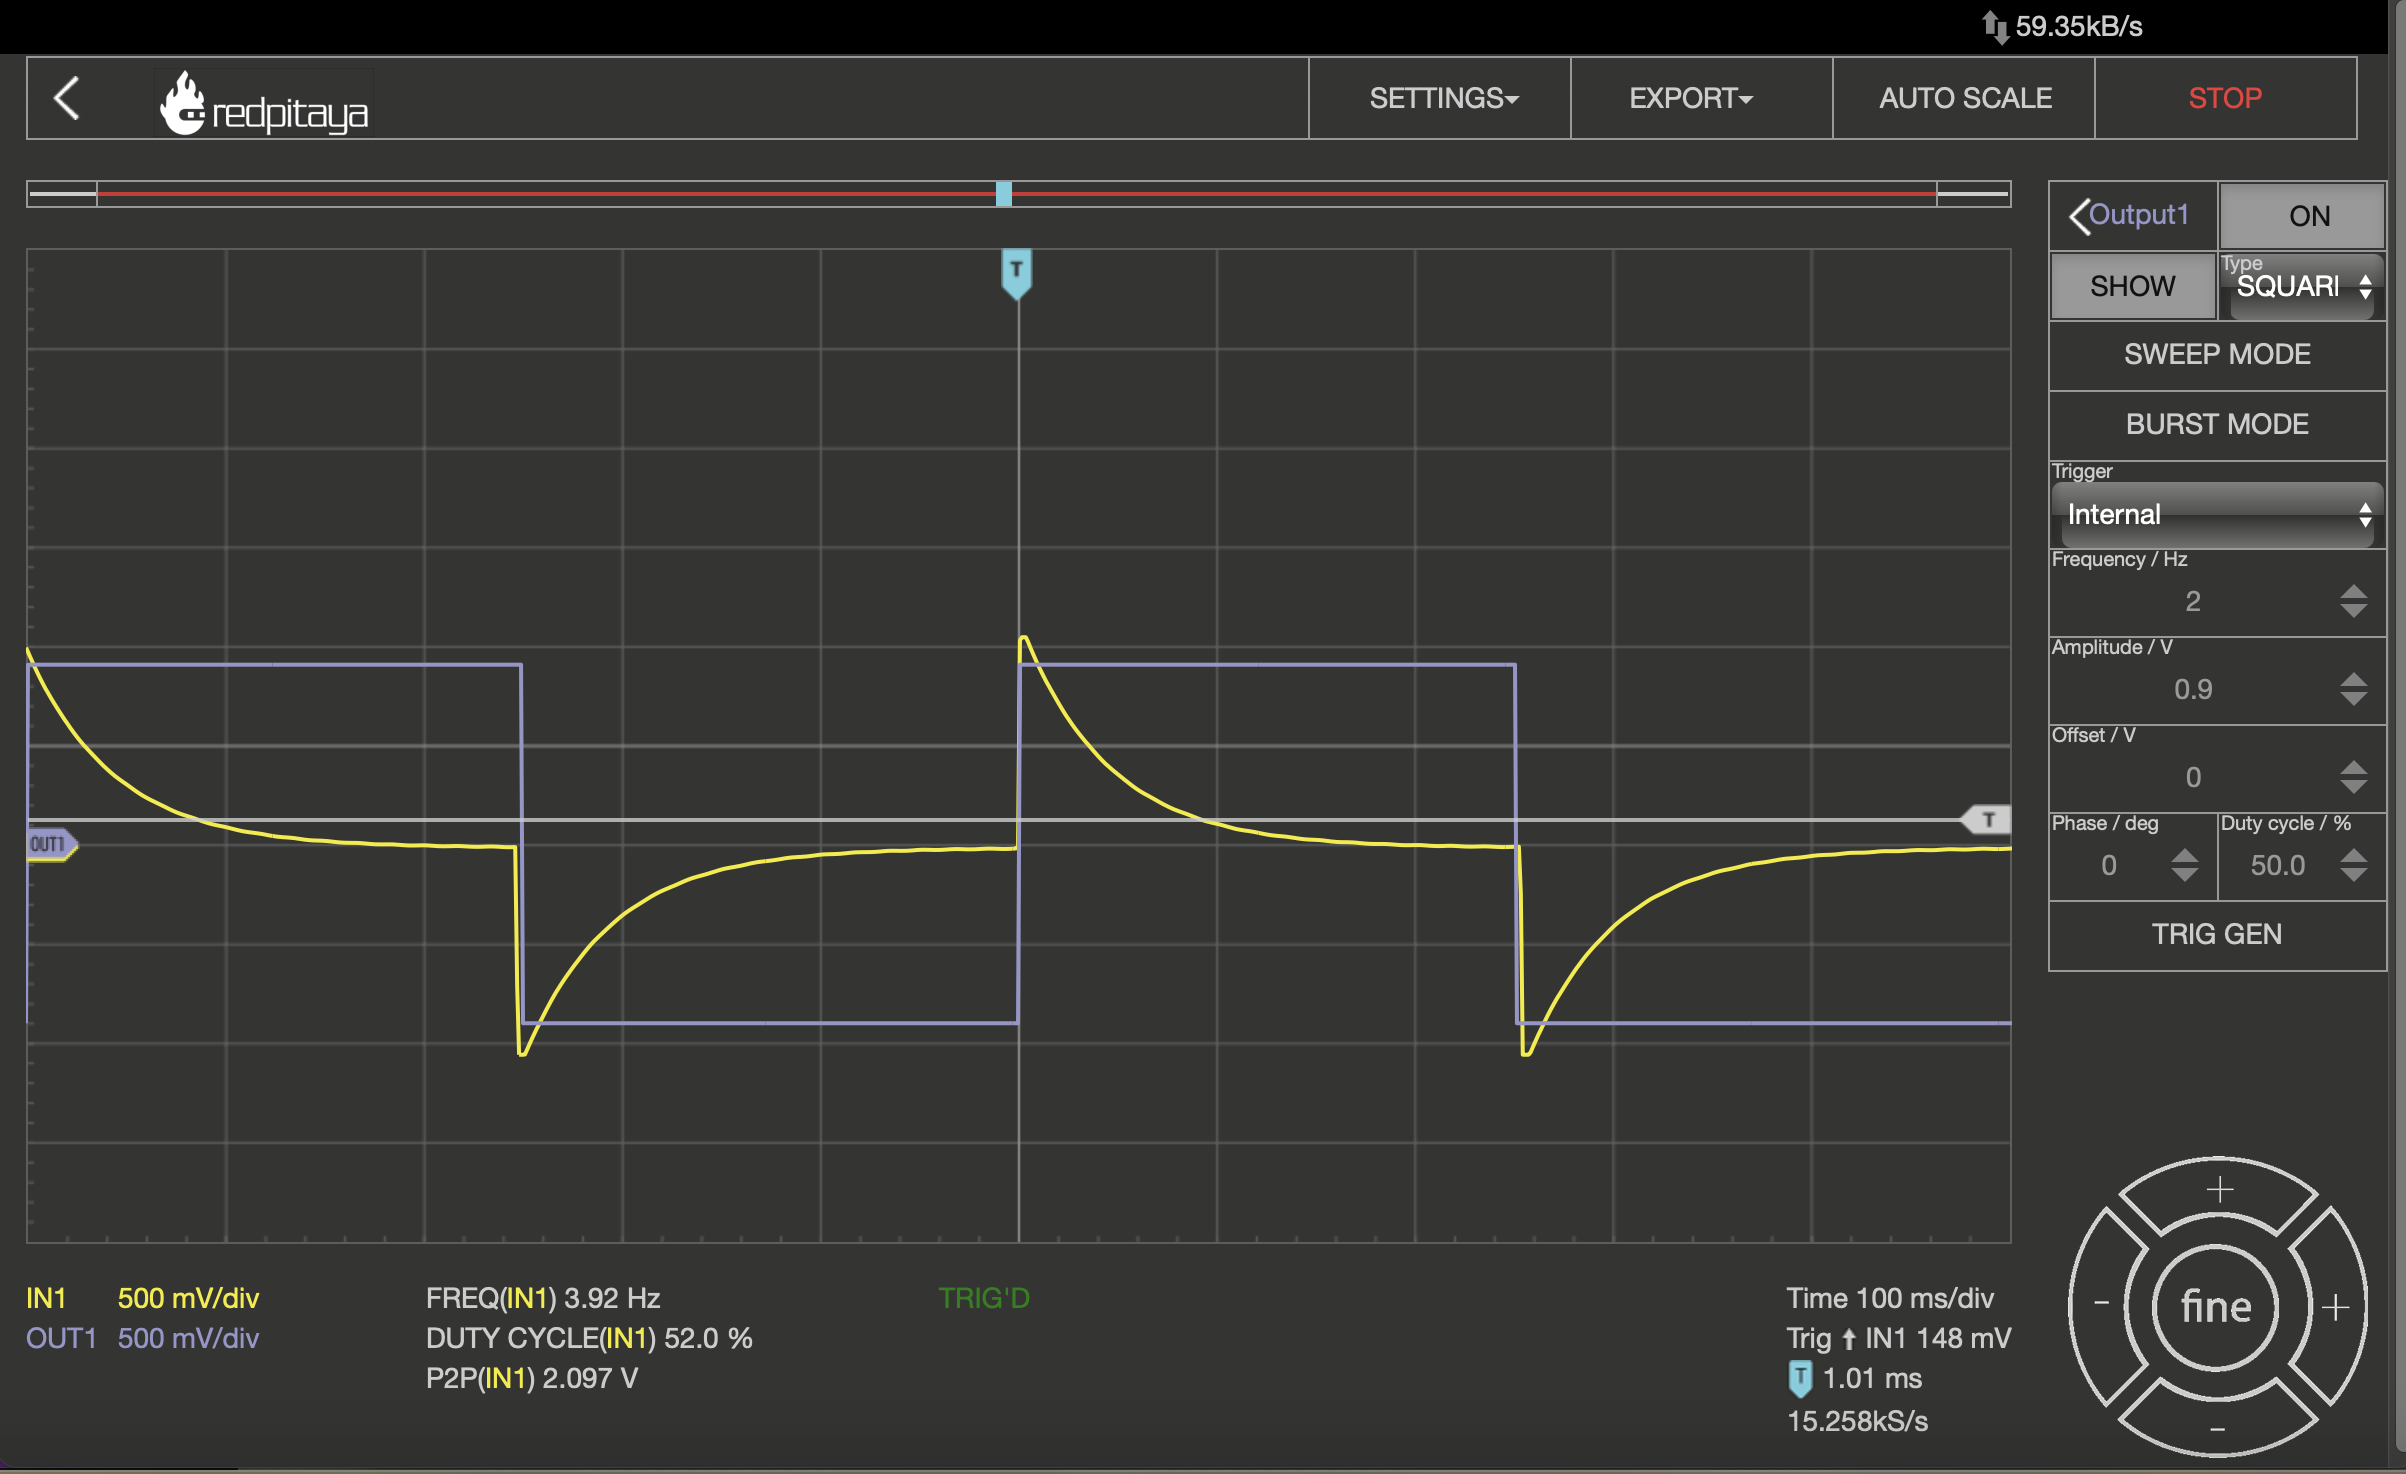 59.35kB/s
redpitaya
SETTINGS
EXPORT
AUTO SCALE
STOP
Output1
ON
SHOW
Type
SQUARI
SWEEP MODE
BURST MODE
Trigger
Internal
Frequency / Hz
2
Amplitude / V
0.9
Offset / V
0
Phase / deg
0
Duty cycle / %
50.0
TRIG GEN
T
T
OUT1
IN1 500 mV/div
OUT1 500 mV/div
FREQ(IN1) 3.92 Hz
DUTY CYCLE(IN1) 52.0 %
P2P(IN1) 2.097 V
TRIG'D
Time 100 ms/div
Trig IN1 148 mV
T 1.01 ms
15.258kS/s
+
-
fine
+
-